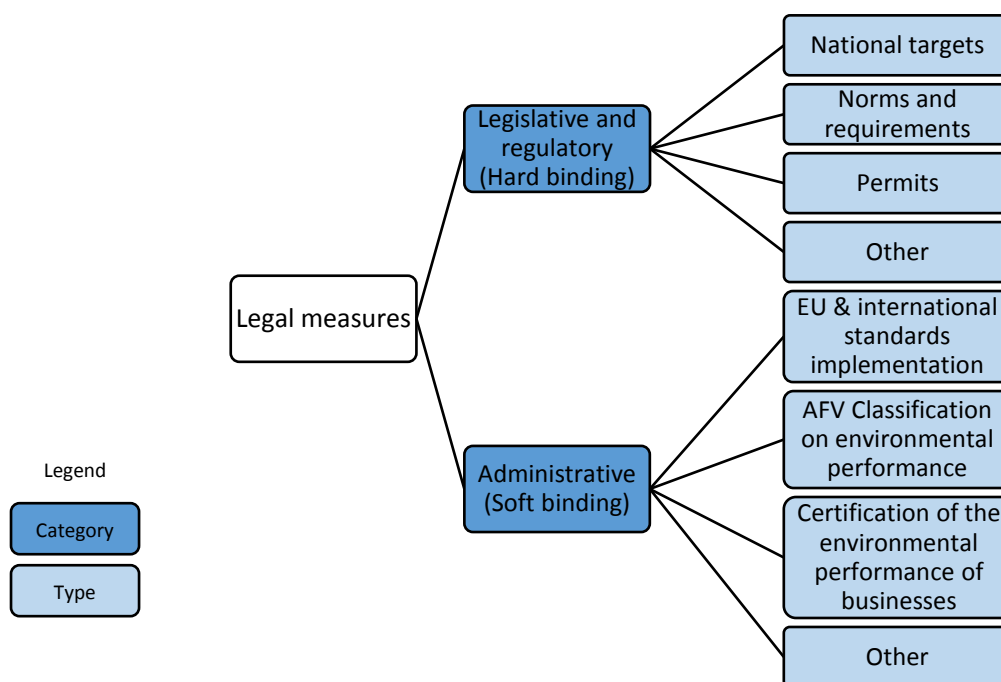 National targets
Legislative and
regulatory
(Hard binding)
Norms and
requirements
Permits
Other
Legal measures
EU & international
standards
implementation
AFV Classification
on environmental
performance
Administrative
(Soft binding)
Certification of the
environmental
performance of
businesses
Other
Legend
Category
Type